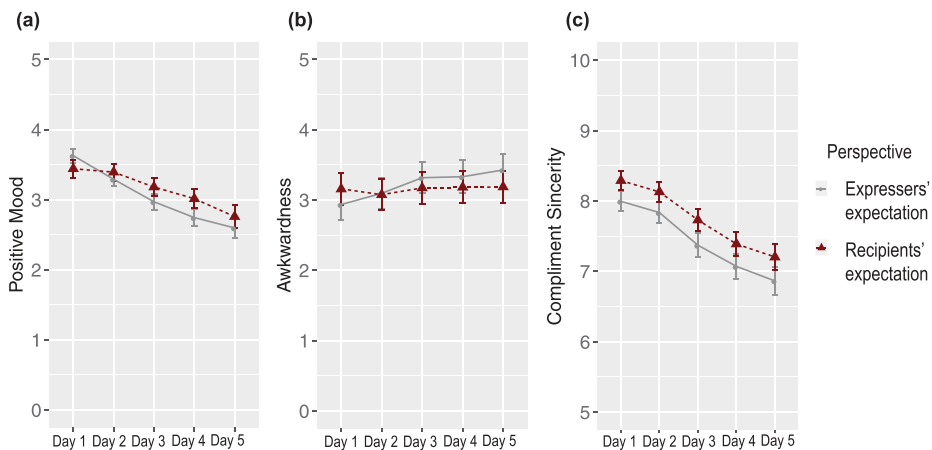 (a)
Positive Mood
5
4
3
2
1
0
Day 1 Day 2 Day 3 Day 4 Day 5
(b)
Awkwardness
5
4
3
2
1
0
Day 1 Day 2 Day 3 Day 4 Day 5
(c)
Compliment Sincerity
10
9
8
7
6
5
Day 1 Day 2 Day 3 Day 4 Day 5
Perspective
Expressers'
expectation
Recipients'
expectation